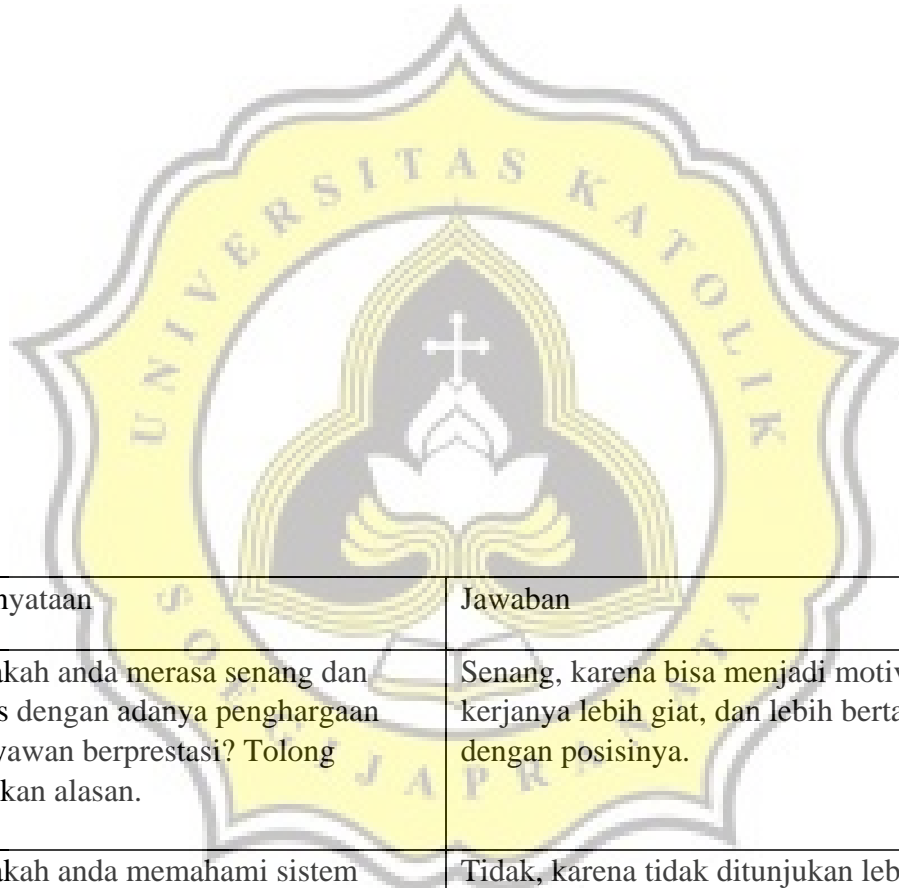 UNIVERSITAS KATOLIK
SOEGIJAPRANATA
nyataan
Jawaban
akah anda merasa senang dan
s dengan adanya penghargaan
yawan berprestasi? Tolong
kan alasan.
Senang, karena bisa menjadi motiv
kerjanya lebih giat, dan lebih berta
dengan posisinya.
akah anda memahami sistem
Tidak, karena tidak ditunjukan leb